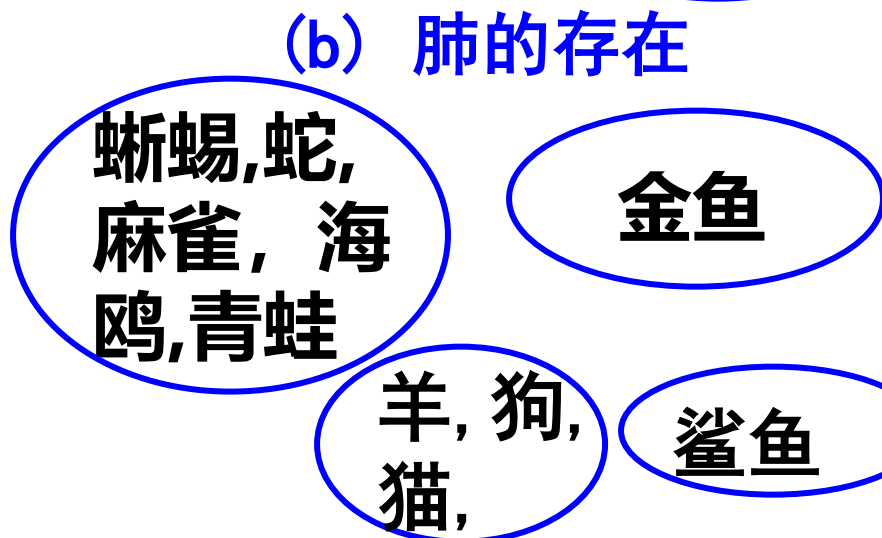 (b) 肺的存在
蜥蜴,蛇,
麻雀，海
鸥,青蛙
金鱼
羊,狗,
猫,
鲨鱼